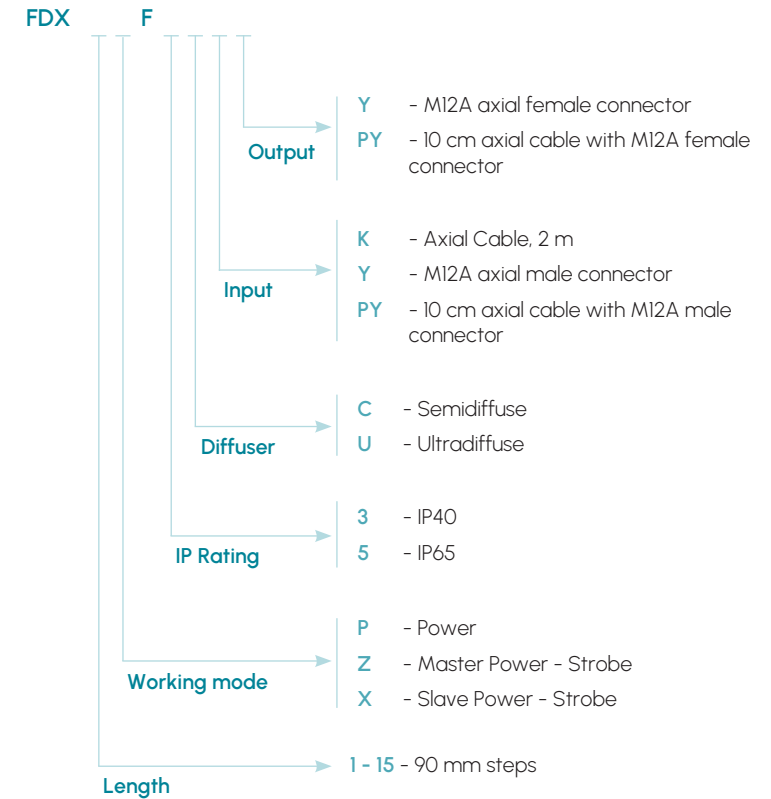 FDX F
Y - M12A axial female connector
PY - 10 cm axial cable with M12A female
connector
Output
K - Axial Cable, 2 m
Y - M12A axial male connector
PY - 10 cm axial cable with M12A male
connector
Input
C - Semidiffuse
U - Ultradiffuse
Diffuser
3 - IP40
5 - IP65
IP Rating
P - Power
Z - Master Power - Strobe
X - Slave Power - Strobe
Working mode
1 - 15 - 90 mm steps
Length